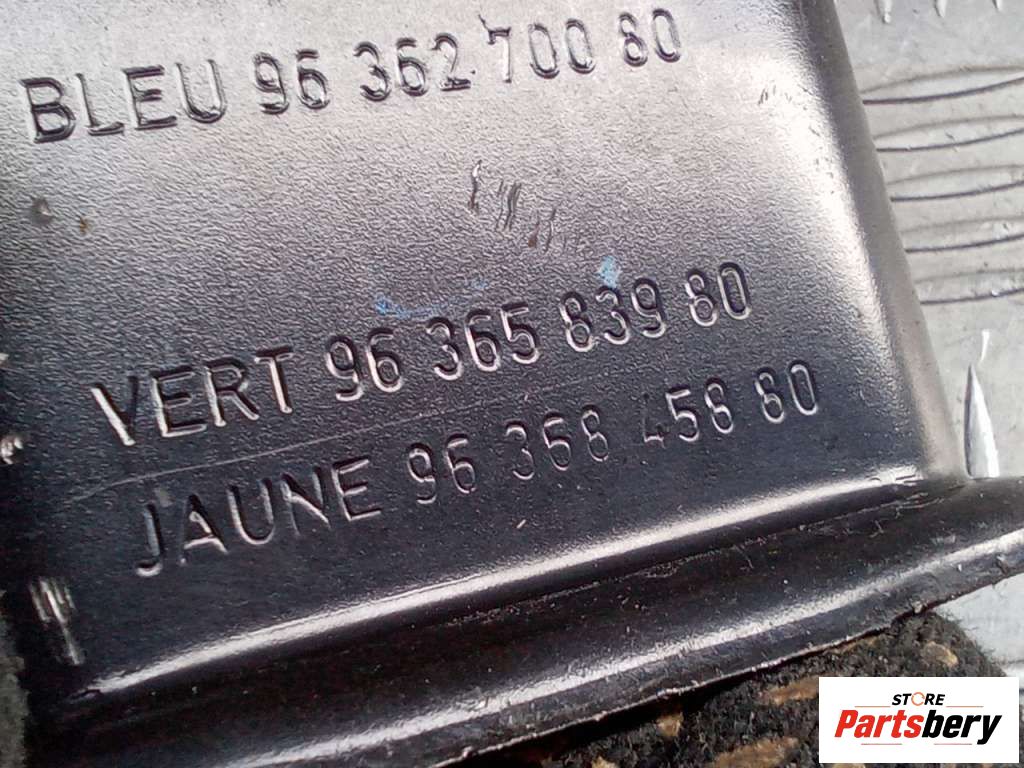 BLEU 96 362 700 80
VERT 96 365 839 80
JAUNE 96 368 458 80
STORE
Partsbery